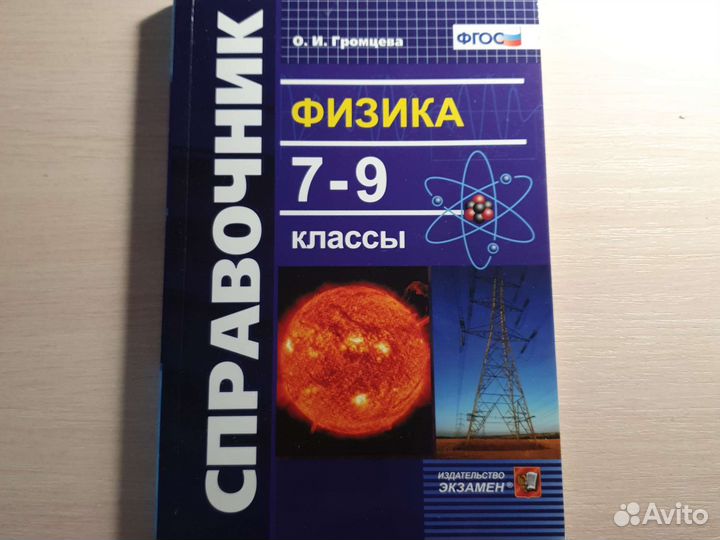 СПРАВОЧНИК
О. И. Громцева
ФГОС
ФИЗИКА
7-9
классы
ИЗДАТЕЛЬСТВО
ЭКЗАМЕН®
Avito